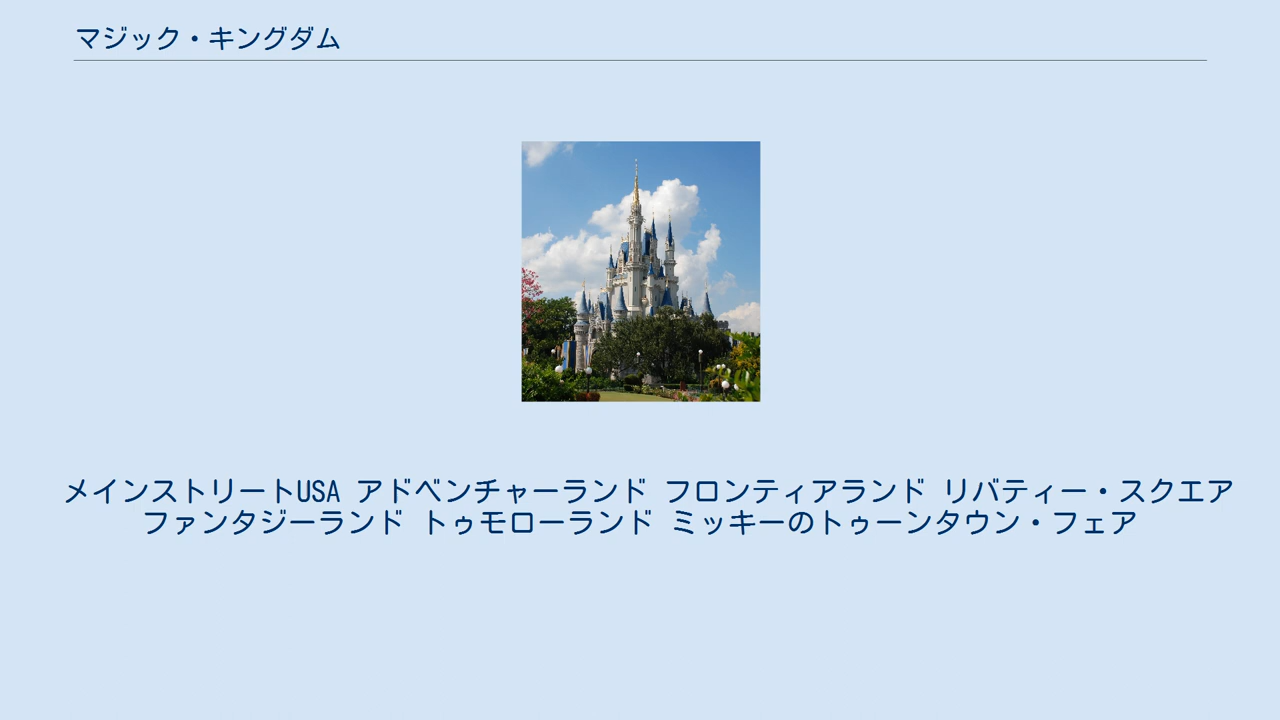 マジック・キングダム
メインストリートUSA アドベンチャーランド フロンティアランド リバティー・スクエア
ファンタジーランド トゥモローランド ミッキーのトゥーンタウン・フェア